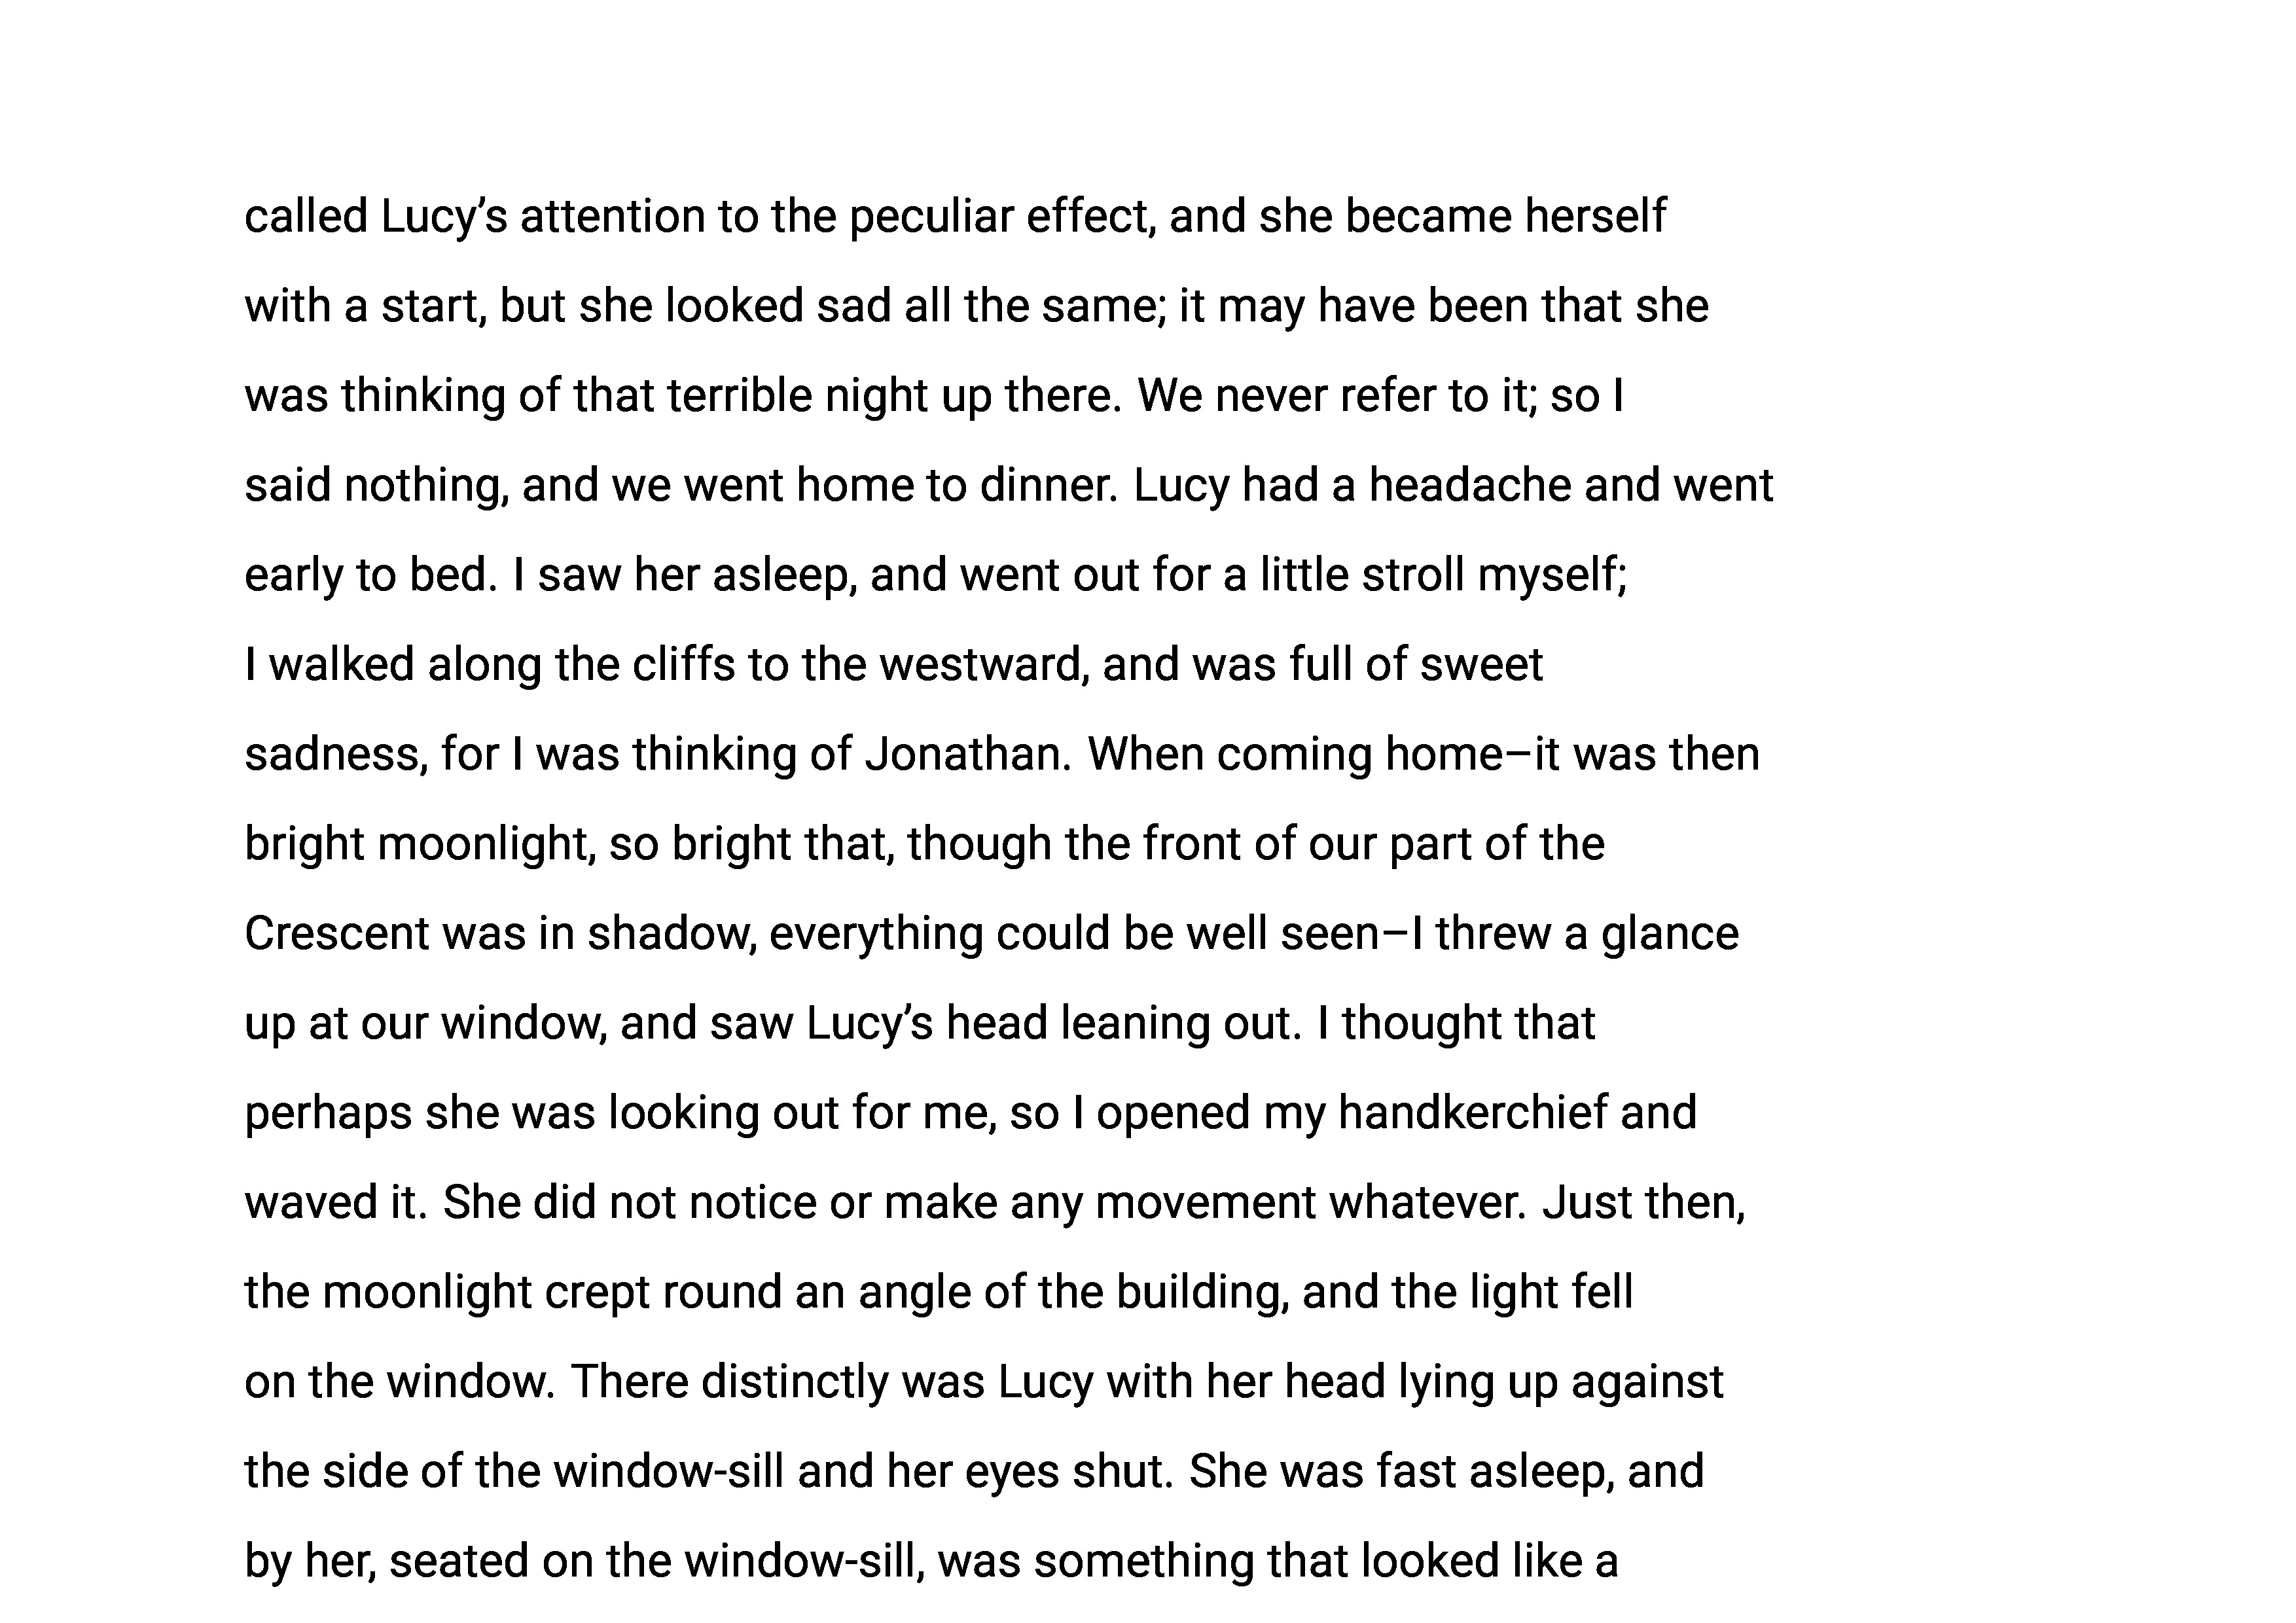 called Lucy’s attention to the peculiar effect, and she became herself
with a start, but she looked sad all the same; it may have been that she
was thinking of that terrible night up there. We never refer to it; so I
said nothing, and we went home to dinner. Lucy had a headache and went
early to bed. I saw her asleep, and went out for a little stroll myself;
I walked along the cliffs to the westward, and was full of sweet
sadness, for I was thinking of Jonathan. When coming home–it was then
bright moonlight, so bright that, though the front of our part of the
Crescent was in shadow, everything could be well seen–I threw a glance
up at our window, and saw Lucy’s head leaning out. I thought that
perhaps she was looking out for me, so I opened my handkerchief and
waved it. She did not notice or make any movement whatever. Just then,
the moonlight crept round an angle of the building, and the light fell
on the window. There distinctly was Lucy with her head lying up against
the side of the window-sill and her eyes shut. She was fast asleep, and
by her, seated on the window-sill, was something that looked like a